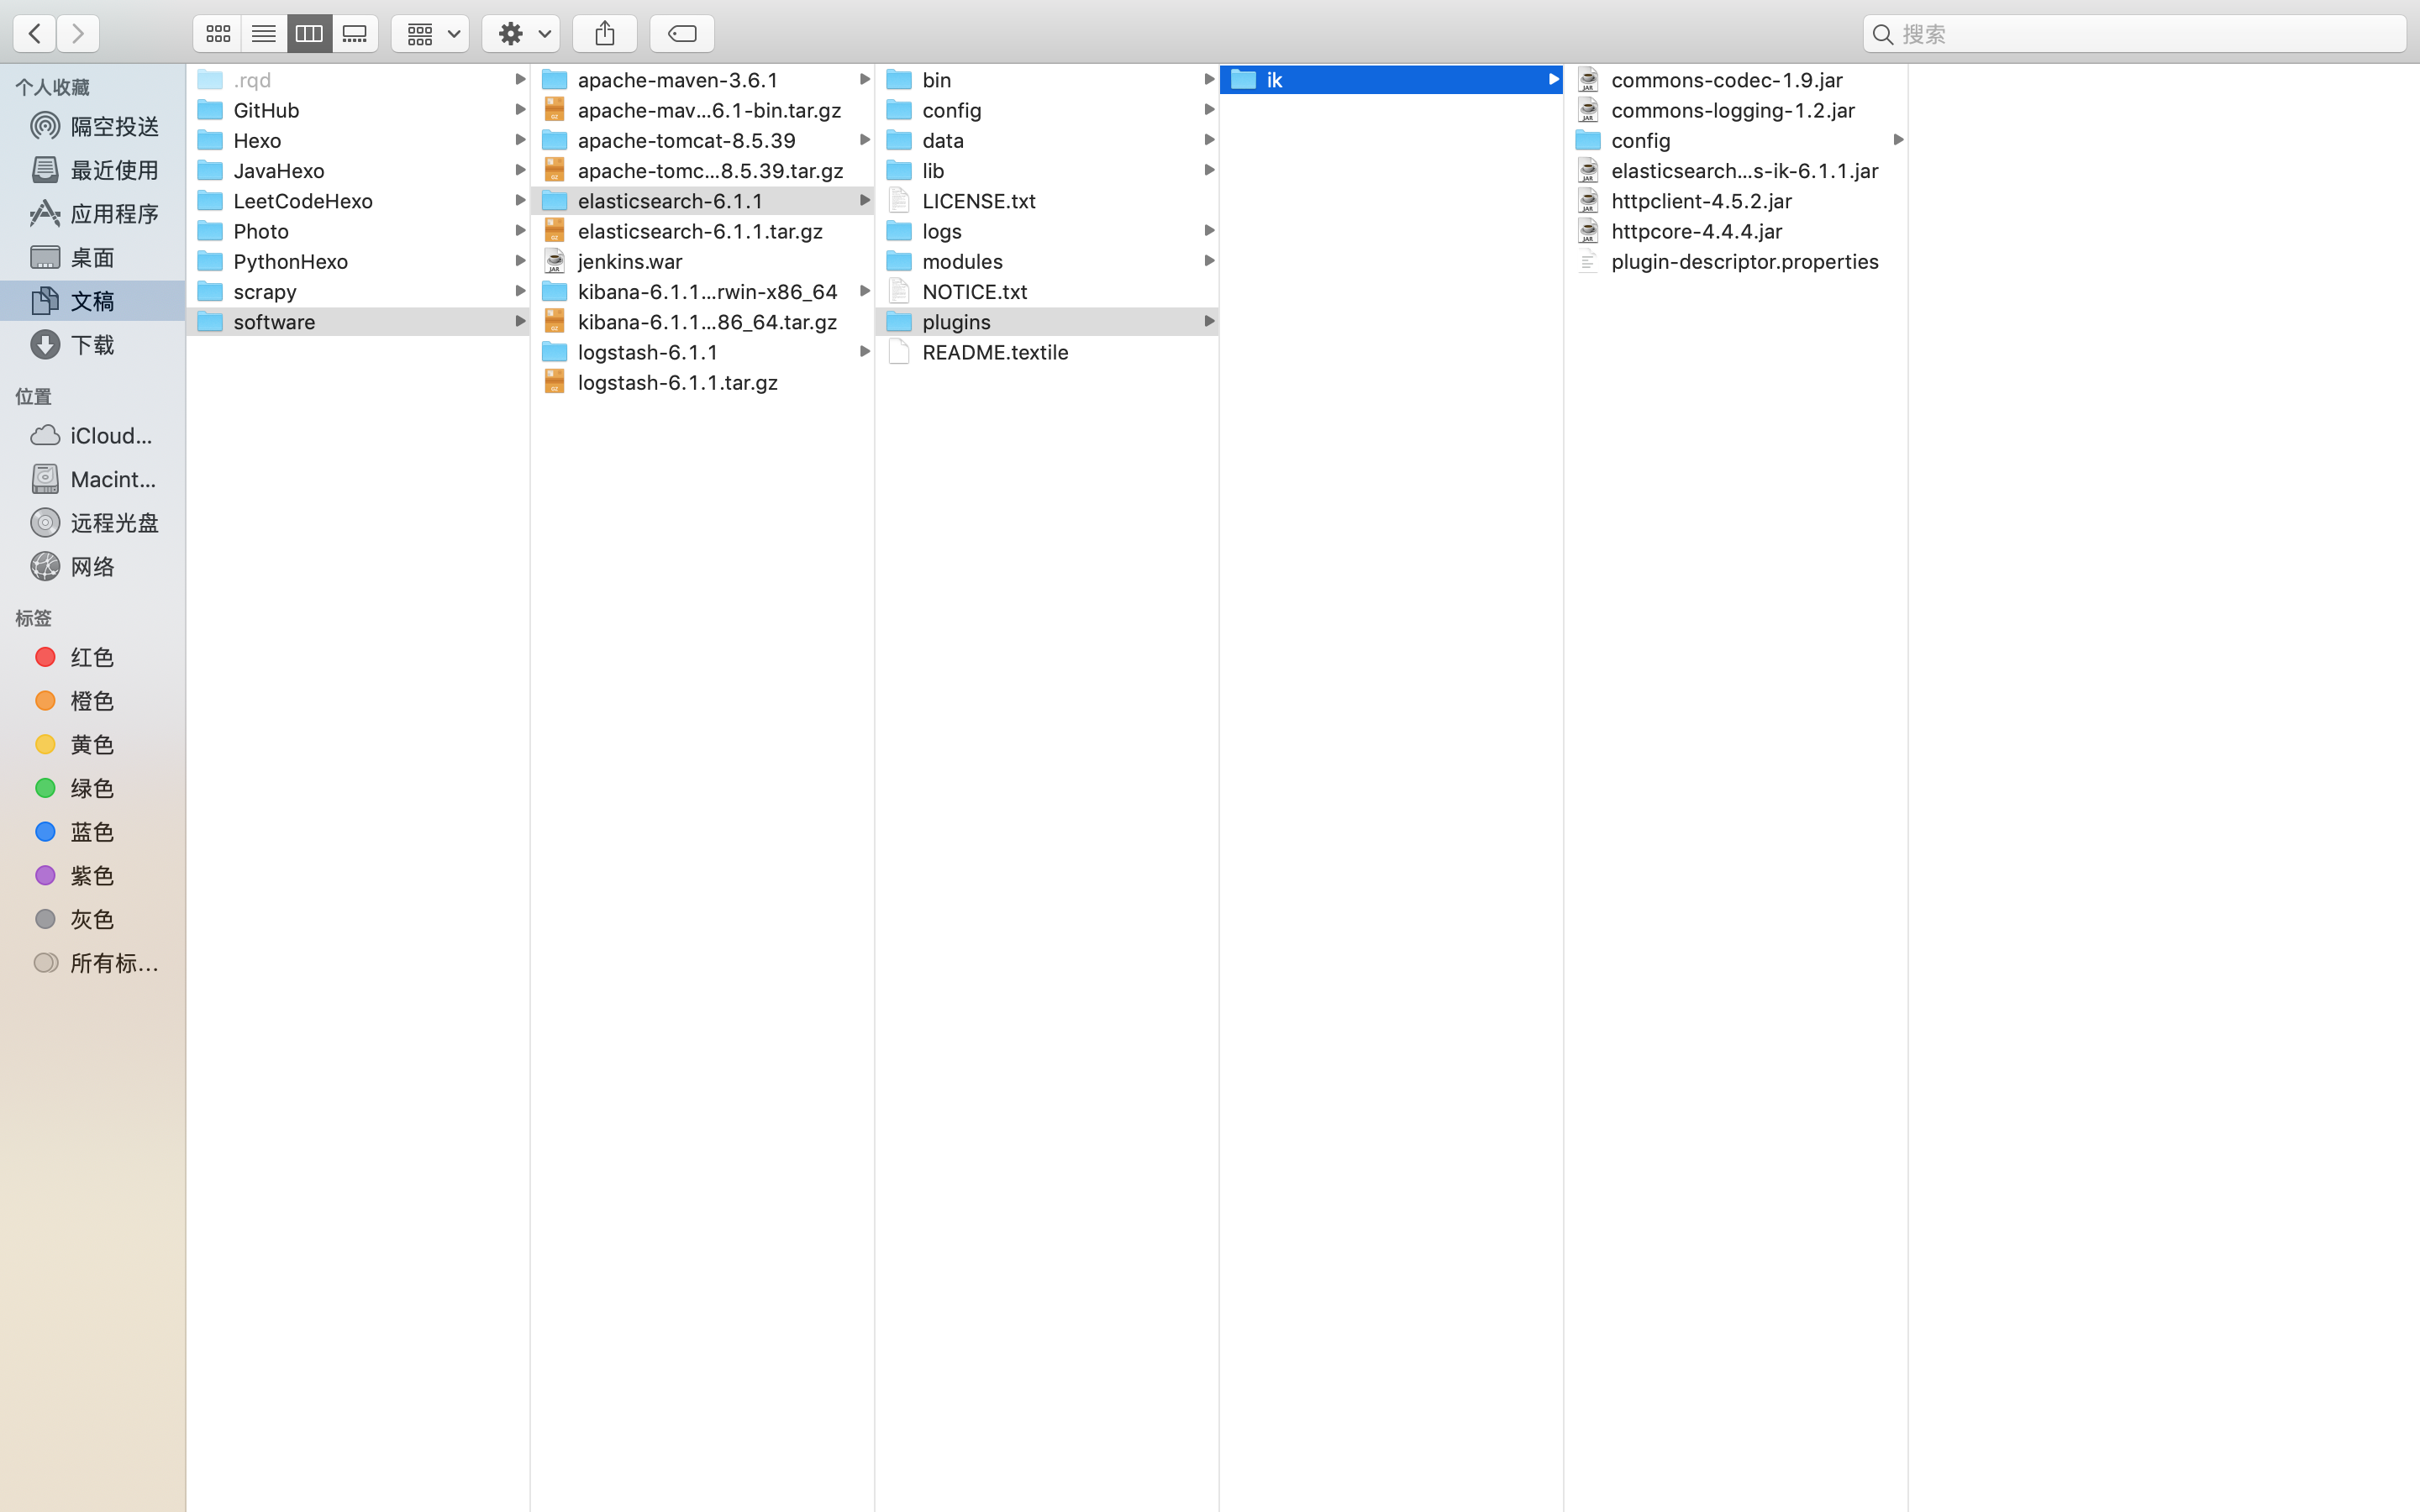 搜索
个人收藏
隔空投送
最近使用
应用程序
桌面
文稿
下载
位置
iCloud...
Macint...
远程光盘
网络
标签
红色
橙色
黄色
绿色
蓝色
紫色
灰色
所有标...
.rqd
GitHub
Hexo
JavaHexo
LeetCodeHexo
Photo
PythonHexo
scrapy
software
apache-maven-3.6.1
apache-mav...6.1-bin.tar.gz
apache-tomcat-8.5.39
apache-tomc...8.5.39.tar.gz
elasticsearch-6.1.1
elasticsearch-6.1.1.tar.gz
jenkins.war
kibana-6.1.1...rwin-x86_64
kibana-6.1.1...86_64.tar.gz
logstash-6.1.1
logstash-6.1.1.tar.gz
bin
config
data
lib
LICENSE.txt
logs
modules
NOTICE.txt
plugins
README.textile
ik
commons-codec-1.9.jar
commons-logging-1.2.jar
config
elasticsearch...s-ik-6.1.1.jar
httpclient-4.5.2.jar
httpcore-4.4.4.jar
plugin-descriptor.properties